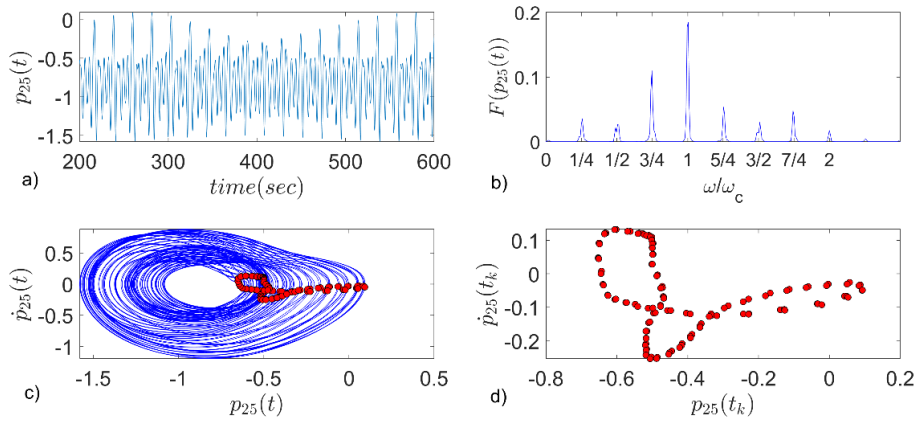 0
-0.5
-1
-1.5
p₂₅(t)
200 300 400 500 600
a) time(sec)
0.2
0.1
0
F(p₂₅(t))
0 1/4 1/2 3/4 1 5/4 3/2 7/4 2
b) ω/ω_c
0.5
0
-0.5
-1
ṗ₂₅(t)
-1.5 -1 -0.5 0 0.5
c) p₂₅(t)
0.1
0
-0.1
-0.2
ṗ₂₅(t_k)
-0.8 -0.6 -0.4 -0.2 0 0.2
d) p₂₅(t_k)